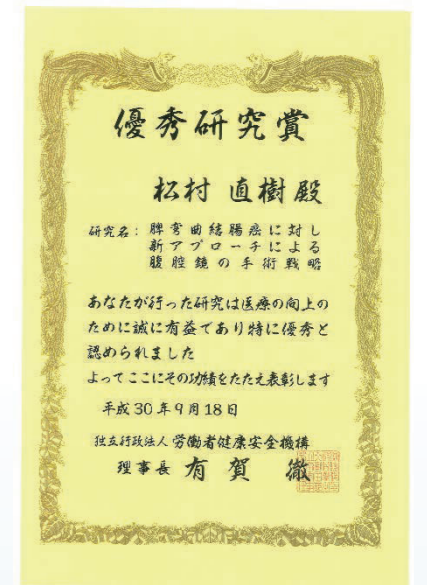 優秀研究賞
松村 直樹 殿
研究名: 脾弯曲結腸癌に対し
新アプローチによる
腹腔鏡の手術戦略
あなたが行った研究は医療の向上の
ために誠に有益であり特に優秀と
認められました
よってここにその功績をたたえ表彰します
平成30年9月18日
独立行政法人 労働者健康安全機構
理事長 有賀 徹